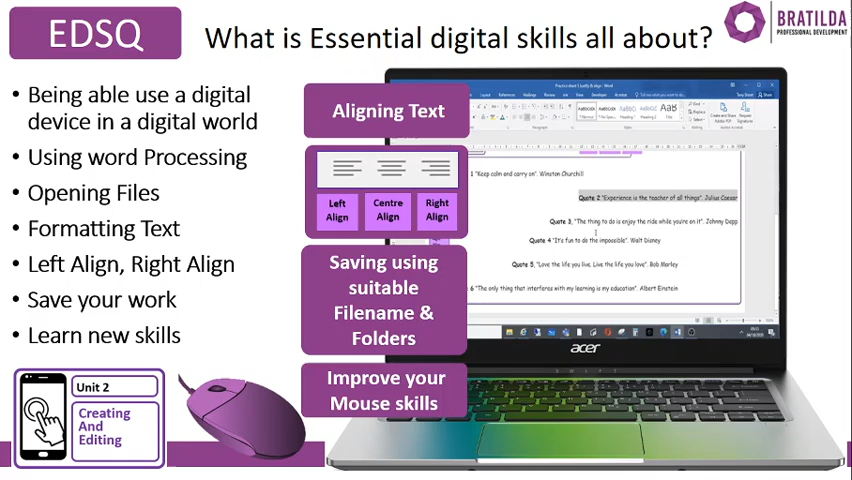 EDSQ
What is Essential digital skills all about?
BRATILDA
PROFESSIONAL DEVELOPMENT
• Being able use a digital
device in a digital world
• Using word Processing
• Opening Files
• Formatting Text
• Left Align, Right Align
• Save your work
• Learn new skills
Unit 2
Creating
And
Editing
Aligning Text
Left
Align
Centre
Align
Right
Align
Saving using
suitable
Filename &
Folders
Improve your
Mouse skills
1 "Keep calm and carry on". Winston Churchill
Quote 2 "Experience is the teacher of all things". Julius Caesar
Quote 3, "The thing to do is enjoy the ride while you're on it". Johnny Depp
Quote 4 "It's fun to do the impossible". Walt Disney
Quote 5, "Love the life you live. Live the life you love". Bob Marley
6 "The only thing that interferes with my learning is my education". Albert Einstein
acer